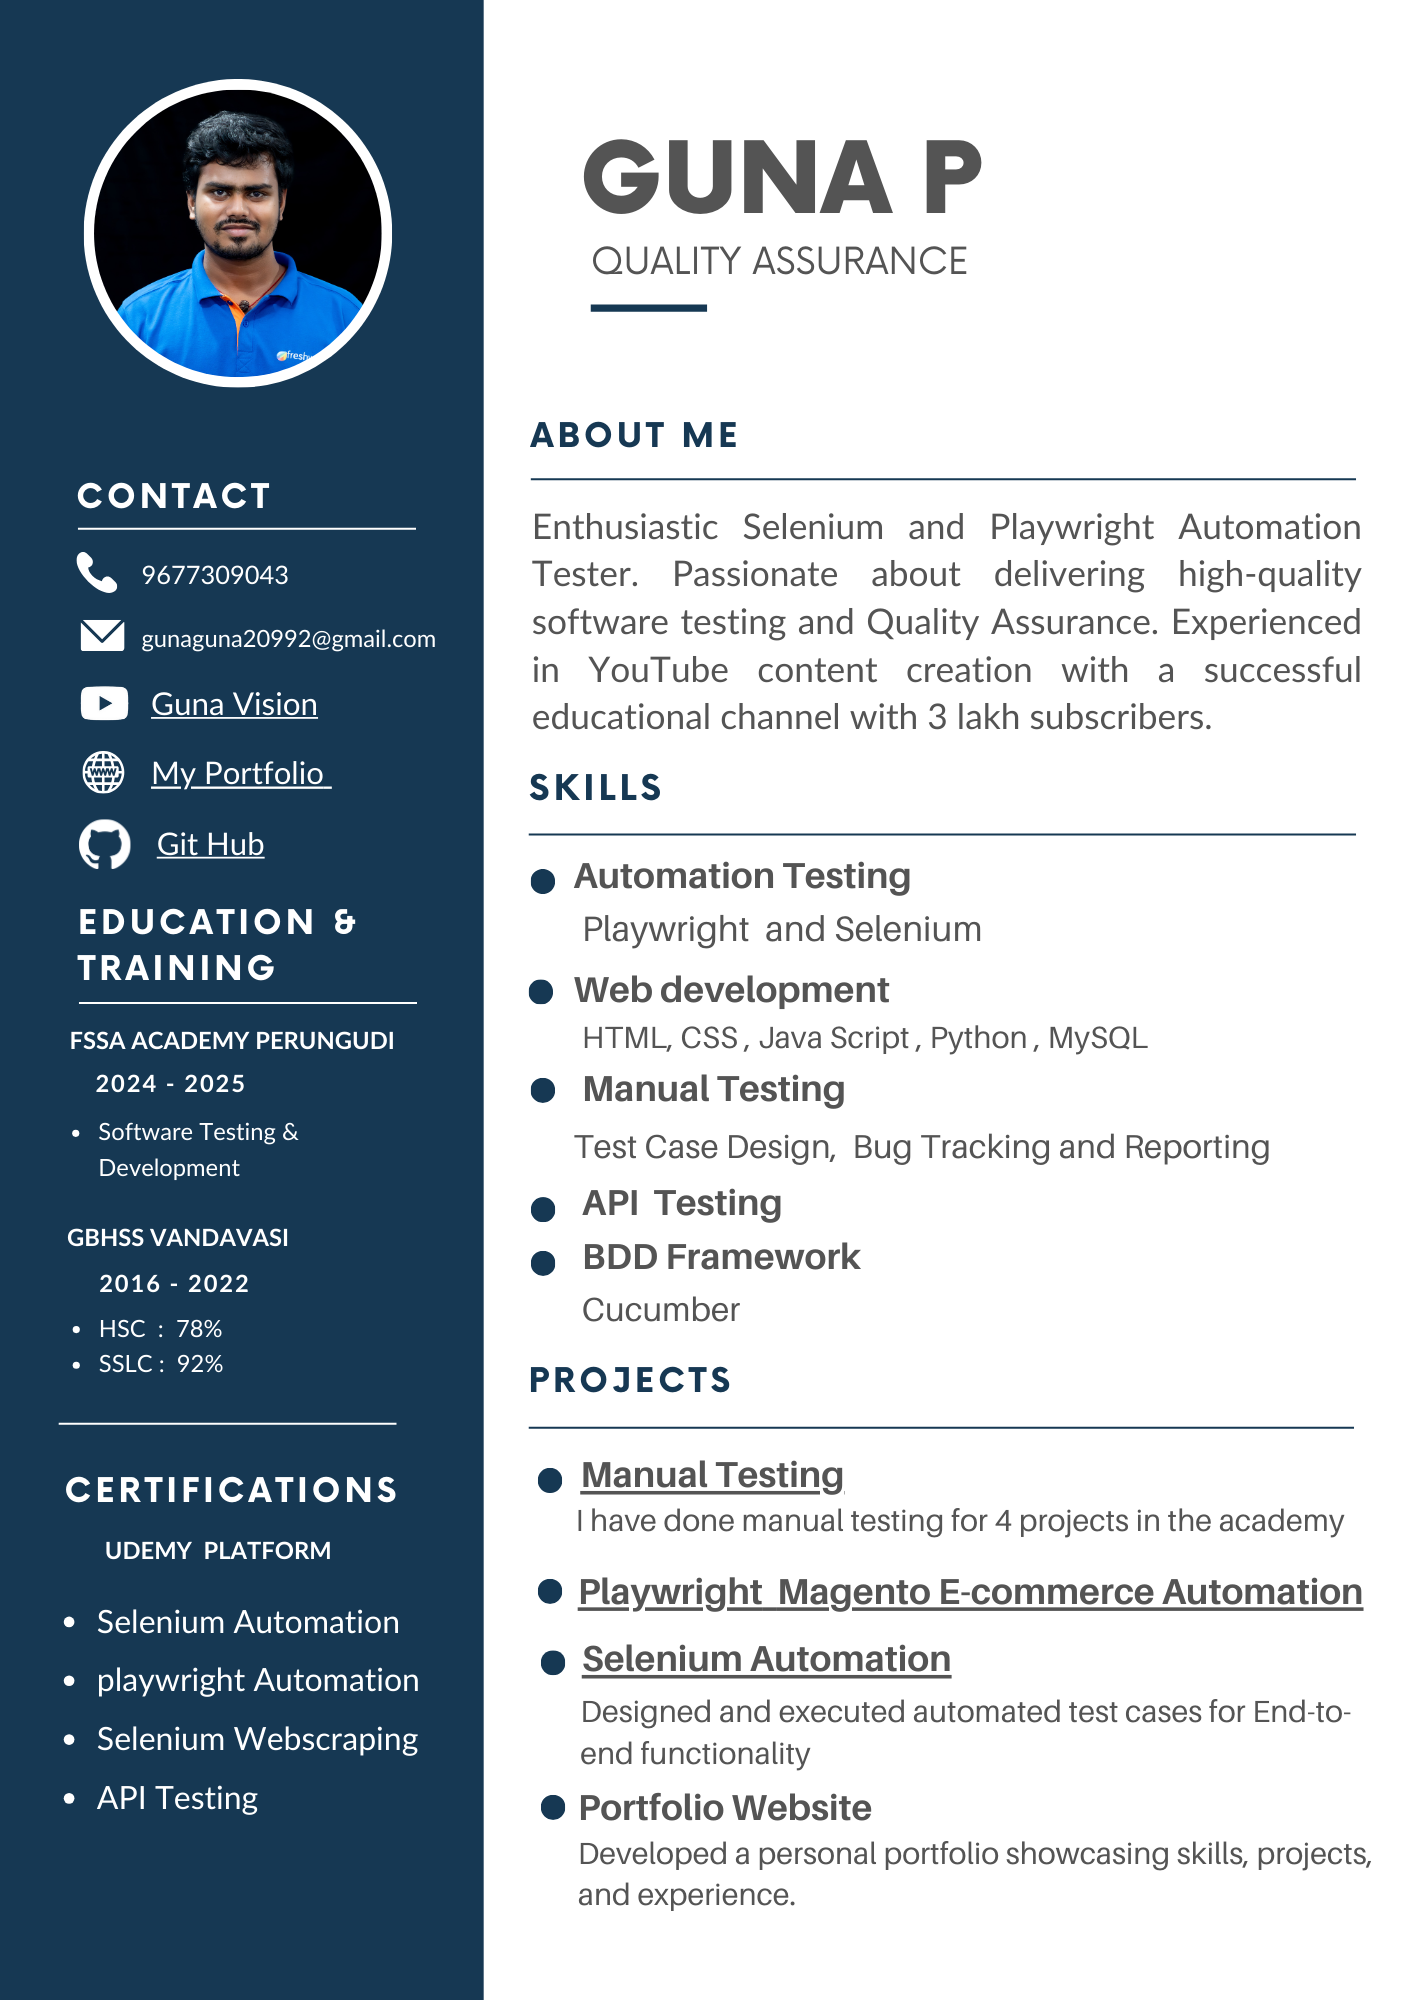 freshw
CONTACT
9677309043
gunaguna20992@gmail.com
Guna Vision
My Portfolio
Git Hub
EDUCATION &
TRAINING
FSSA ACADEMY PERUNGUDI
2024 - 2025
• Software Testing &
Development
GBHSS VANDAVASI
2016 - 2022
• HSC : 78%
• SSLC : 92%
CERTIFICATIONS
UDEMY PLATFORM
• Selenium Automation
• playwright Automation
• Selenium Webscraping
• API Testing
GUNA P
QUALITY ASSURANCE
ABOUT ME
Enthusiastic Selenium and Playwright Automation
Tester. Passionate about delivering high-quality
software testing and Quality Assurance. Experienced
in YouTube content creation with a successful
educational channel with 3 lakh subscribers.
SKILLS
• Automation Testing
Playwright and Selenium
• Web development
HTML, CSS , Java Script , Python , MySQL
• Manual Testing
Test Case Design, Bug Tracking and Reporting
• API Testing
• BDD Framework
Cucumber
PROJECTS
• Manual Testing
I have done manual testing for 4 projects in the academy
• Playwright Magento E-commerce Automation
• Selenium Automation
Designed and executed automated test cases for End-to-
end functionality
• Portfolio Website
Developed a personal portfolio showcasing skills, projects,
and experience.